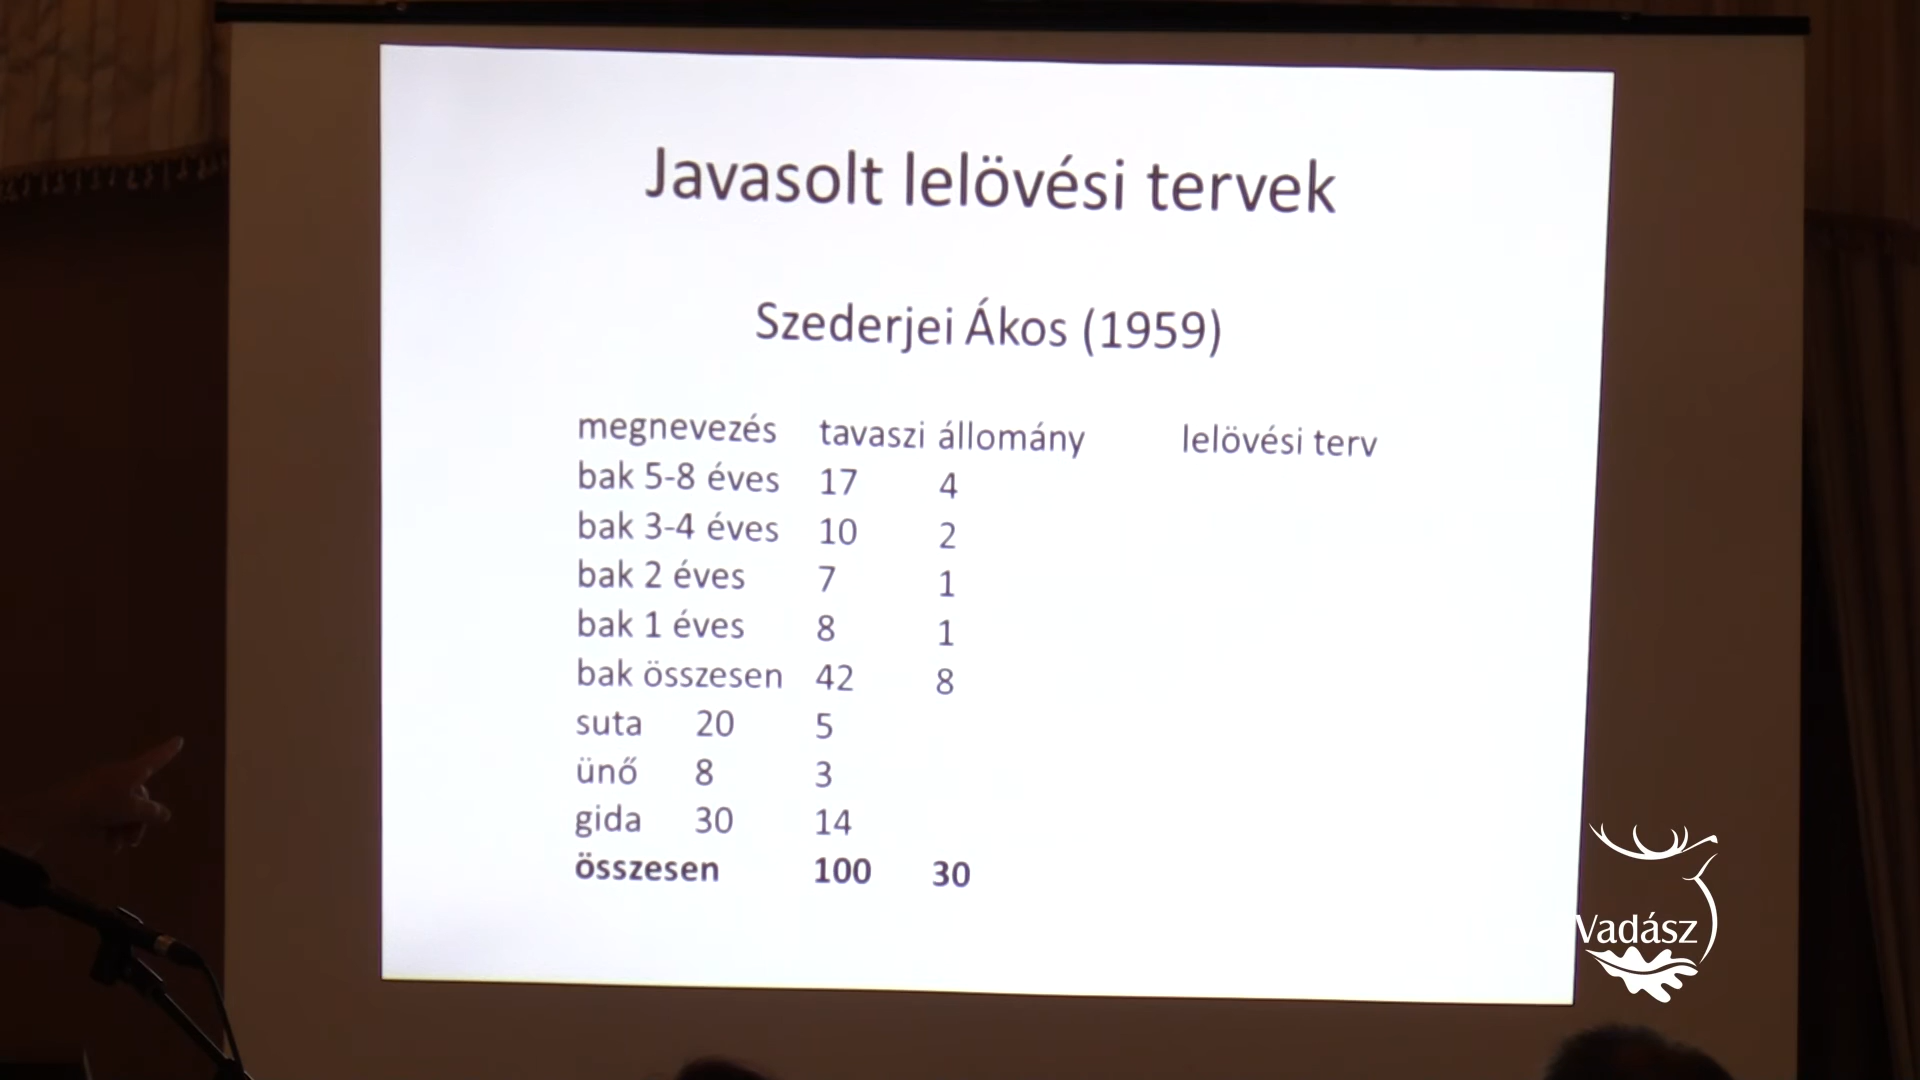 Javasolt lelövési tervek
Szederjei Ákos (1959)
megnevezés tavaszi állomány lelövési terv
bak 5-8 éves 17 4
bak 3-4 éves 10 2
bak 2 éves 7 1
bak 1 éves 8 1
bak összesen 42 8
suta 20 5
ünő 8 3
gida 30 14
összesen 100 30
Vadász